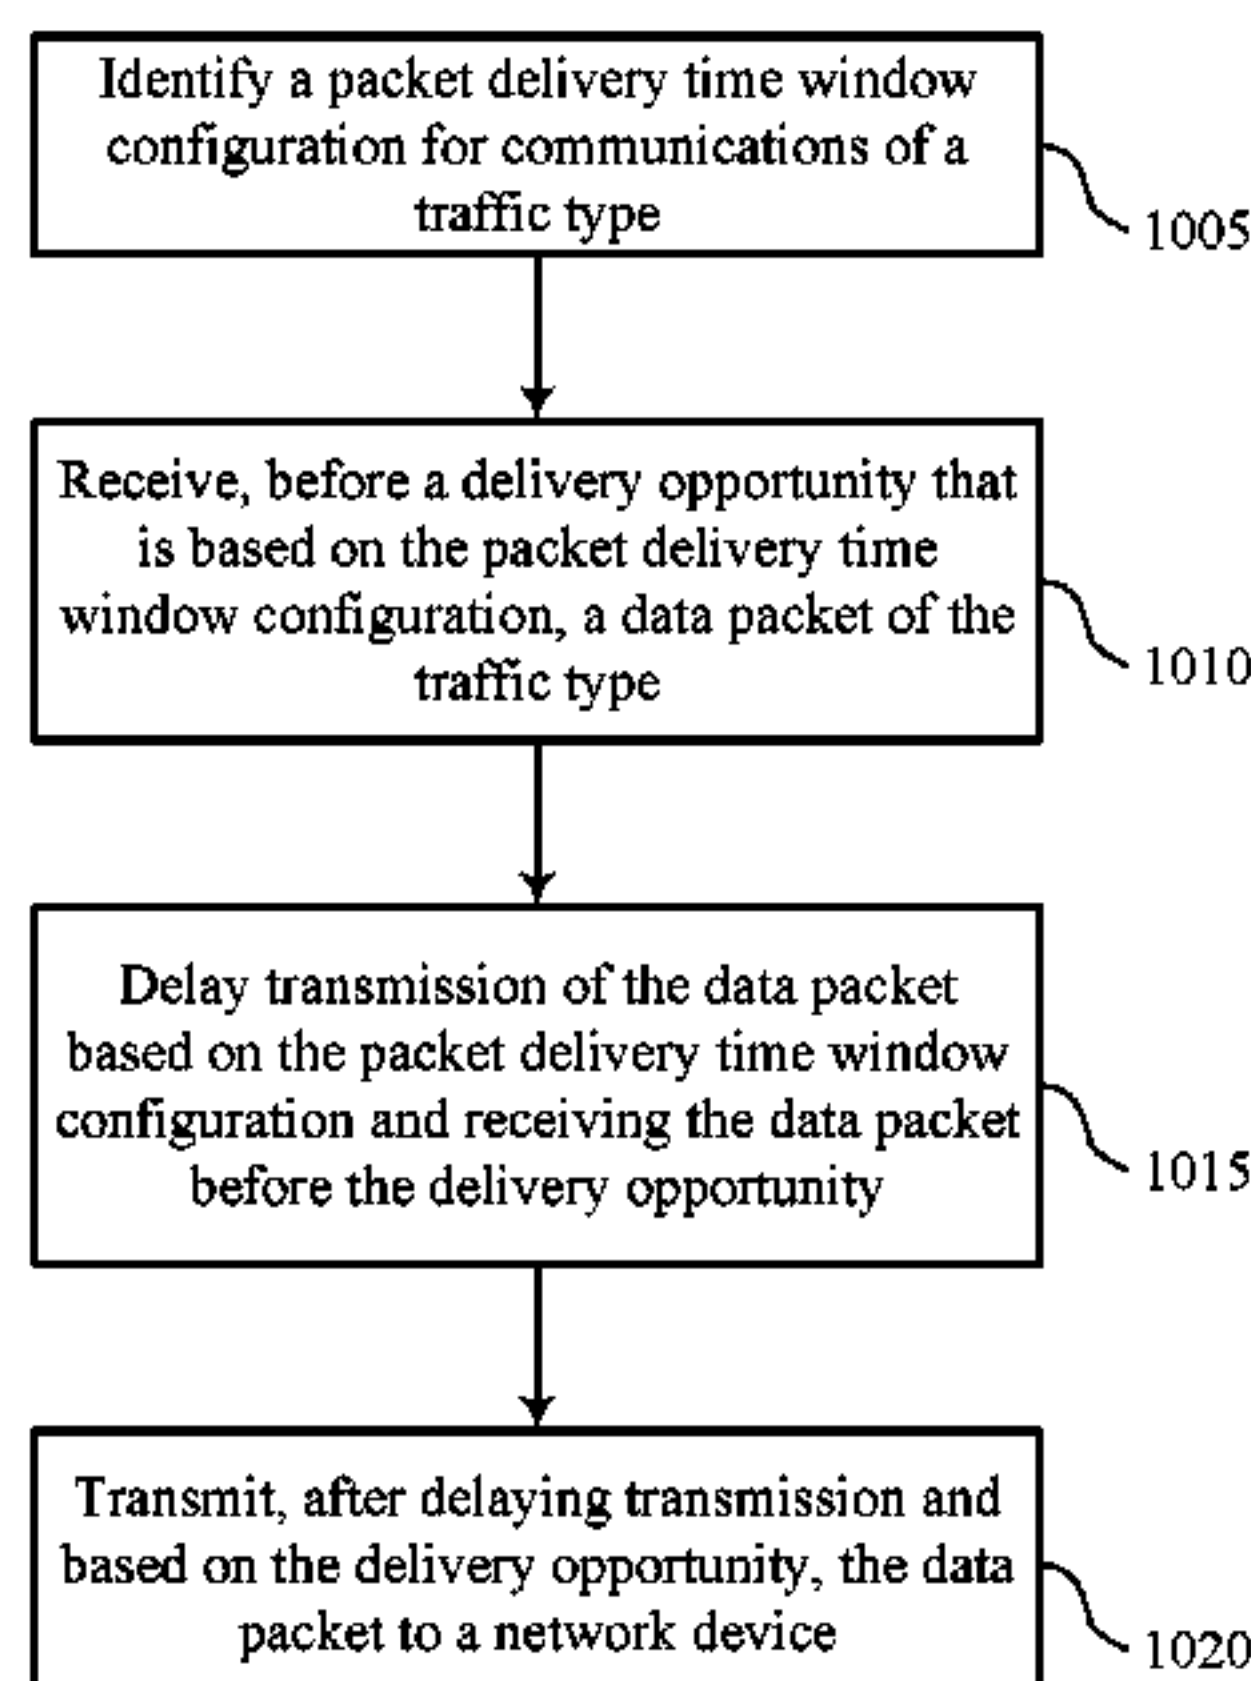 Identify a packet delivery time window
configuration for communications of a
traffic type
1005
Receive, before a delivery opportunity that
is based on the packet delivery time
window configuration, a data packet of the
traffic type
1010
Delay transmission of the data packet
based on the packet delivery time window
configuration and receiving the data packet
before the delivery opportunity
1015
Transmit, after delaying transmission and
based on the delivery opportunity, the data
packet to a network device
1020